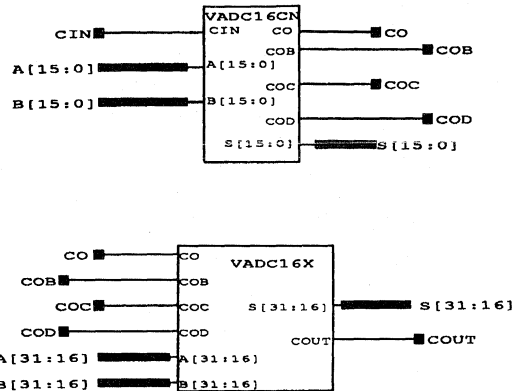 VADC16CN
CIN CIN CO CO
COB COB
A[15:0] A[15:0]
COC COC
B[15:0] B[15:0]
COD COD
S[15:0] S[15:0]
CO CO VADC16X
COB COB
COC COC S[31:16] S[31:16]
COD COD COUT COUT
A[31:16] A[31:16]
B[31:16] B[31:16]